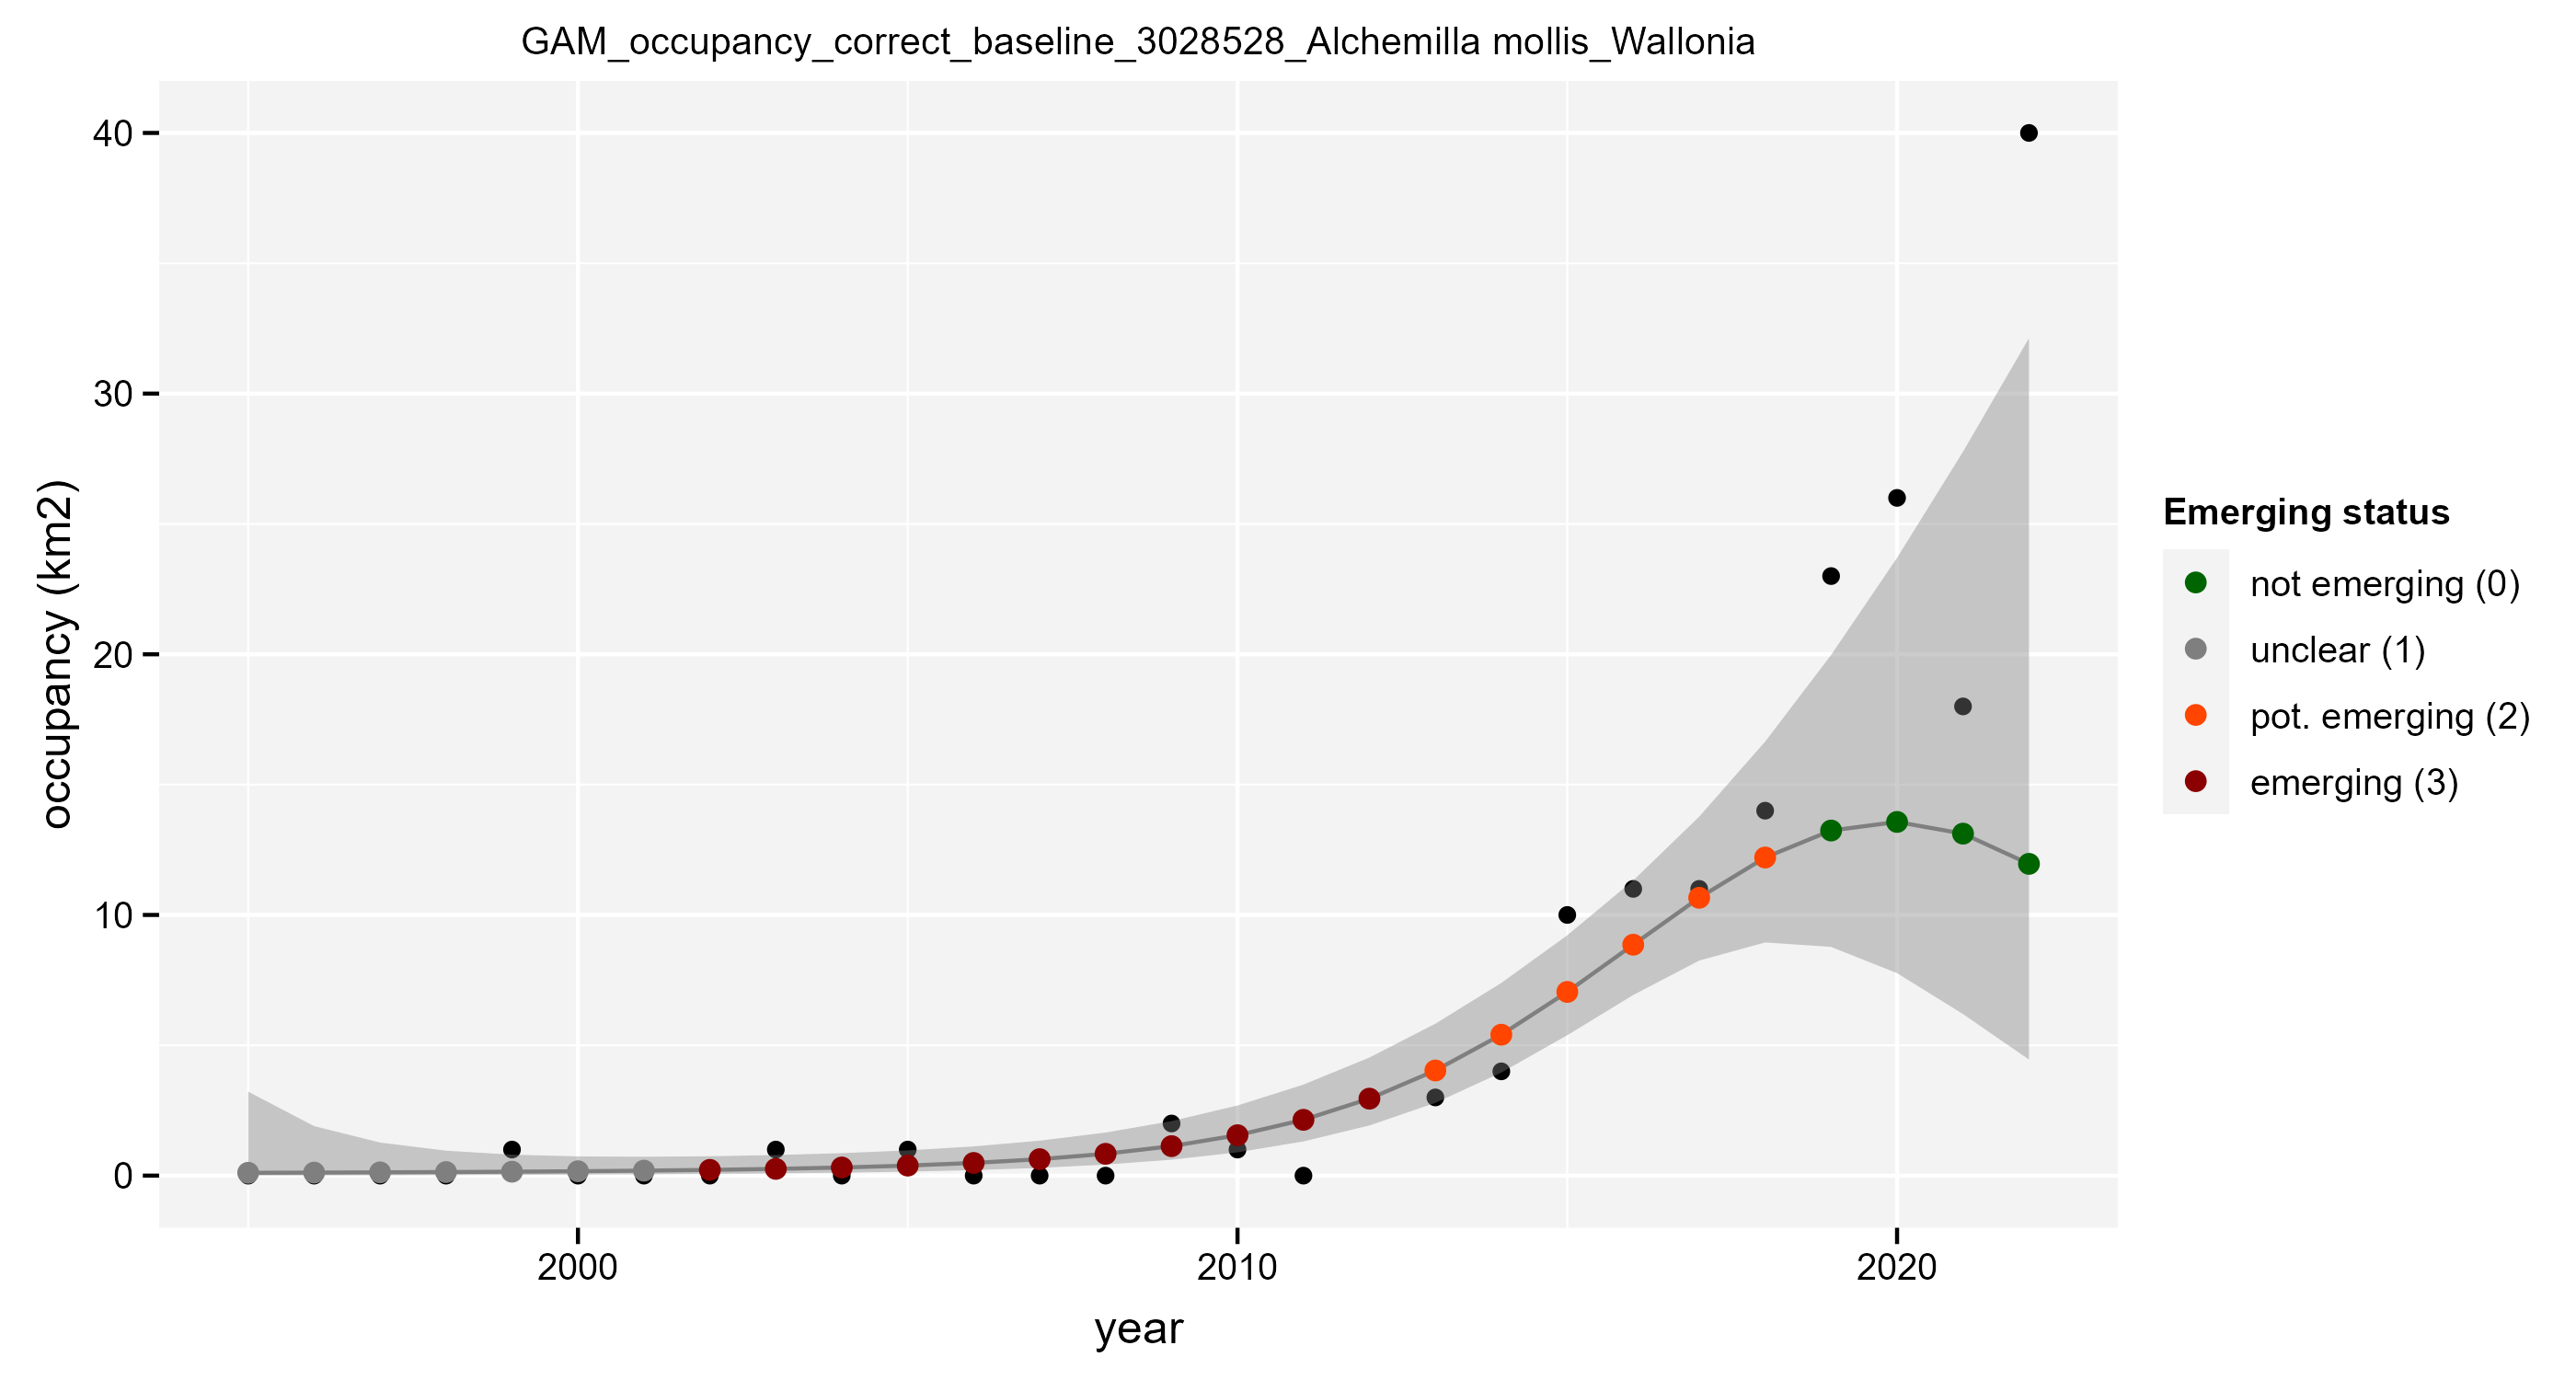 GAM_occupancy_correct_baseline_3028528_Alchemilla mollis_Wallonia
40
30
20
10
0
occupancy (km2)
2000
2010
2020
year
Emerging status
not emerging (0)
unclear (1)
pot. emerging (2)
emerging (3)